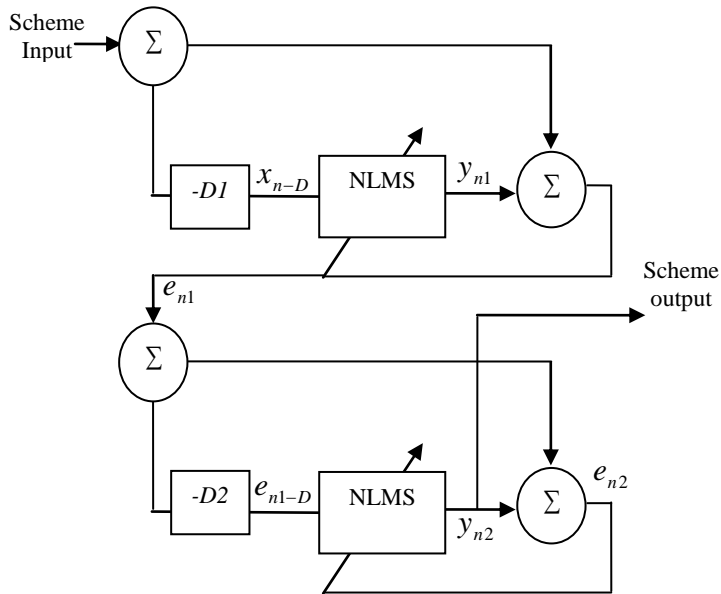 Scheme
Input
Σ
-D1
x_{n-D}
NLMS
y_{n1}
Σ
e_{n1}
Scheme
output
Σ
-D2
e_{n1-D}
NLMS
y_{n2}
Σ
e_{n2}